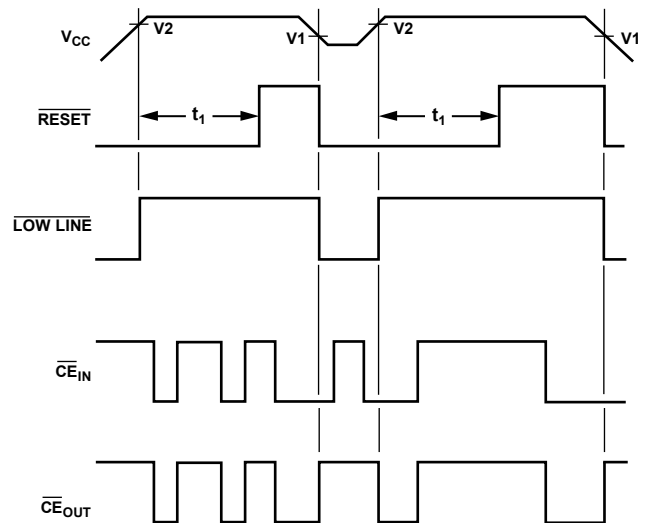 V2 V1 V2 V1
VCC
RESET
t1 t1
LOW LINE
CEIN
CEOUT